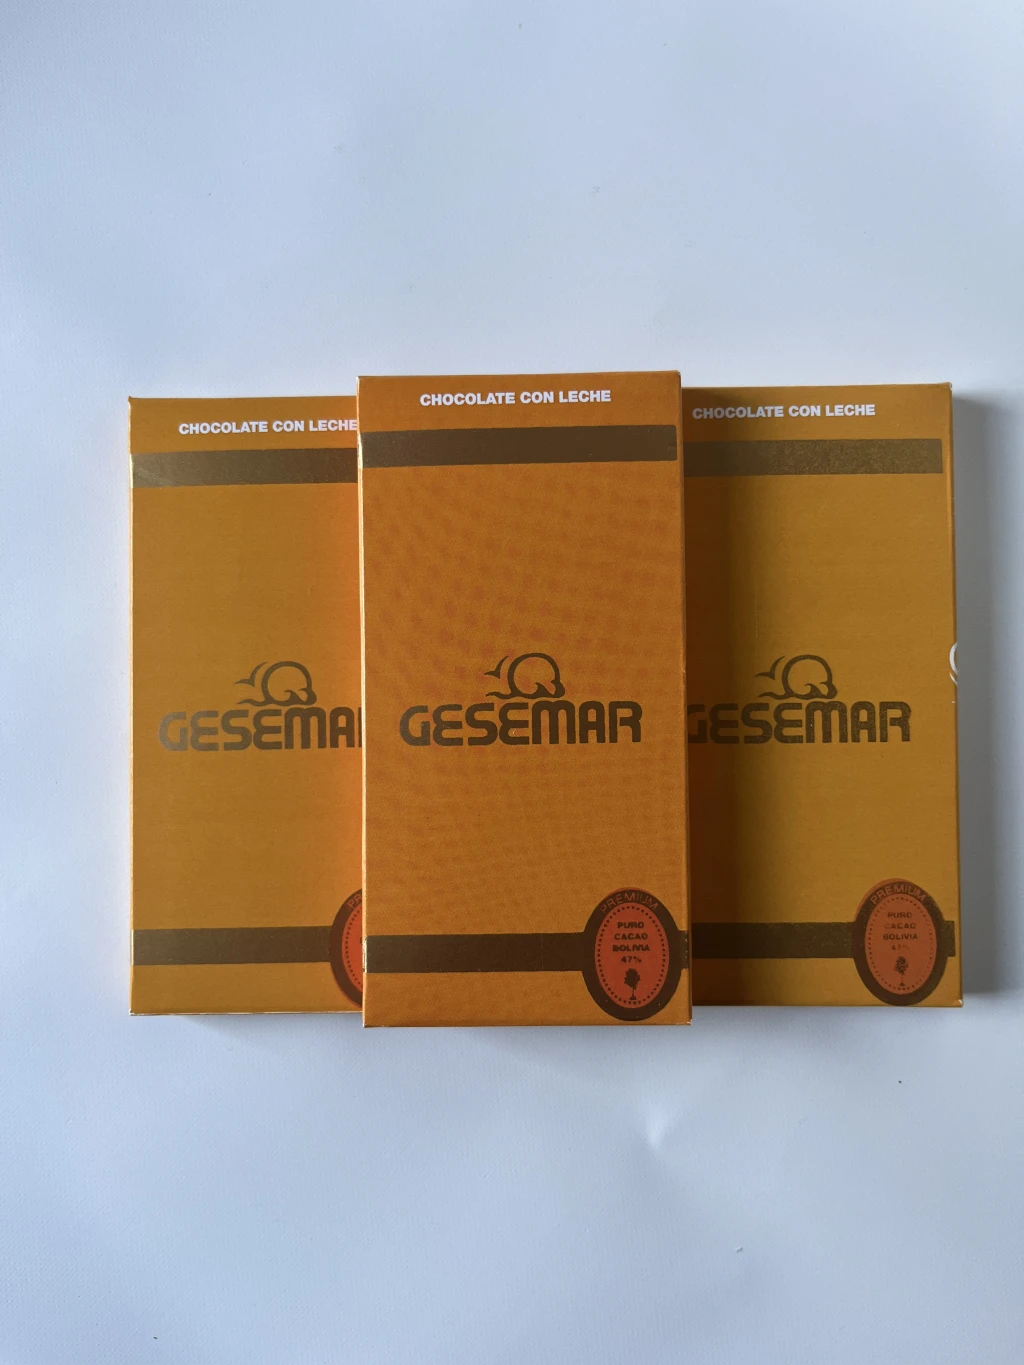 CHOCOLATE CON LECHE
GESEMAR
CHOCOLATE CON LECHE
GESEMAR
PREMIUM
PURO
CACAO
BOLIVIA
47%
CHOCOLATE CON LECHE
GESEMAR
PREMIUM
PURO
CACAO
BOLIVIA
47%